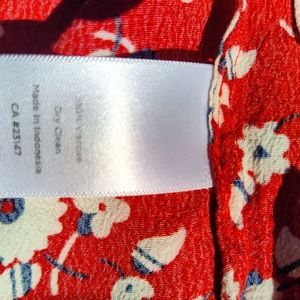 100% Viscose
Dry Clean
Made in Indonesia
CA #23147